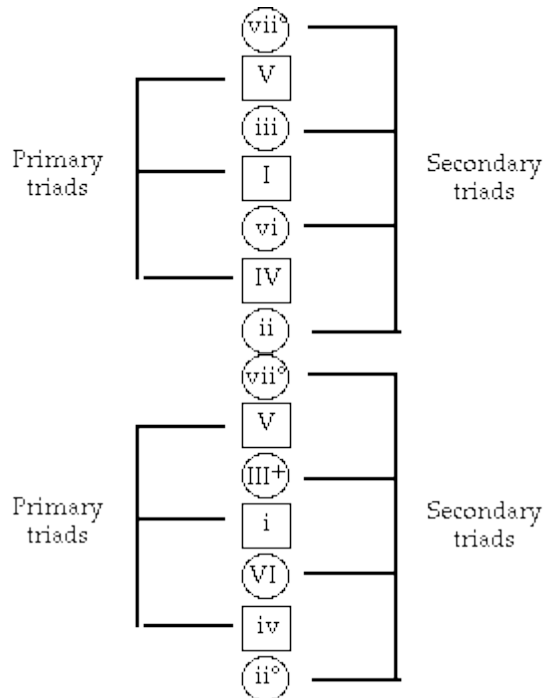 vii°
V
iii
Primary
triads
I
Secondary
triads
vi
IV
ii
vii°
V
III+
Primary
triads
i
Secondary
triads
VI
iv
ii°